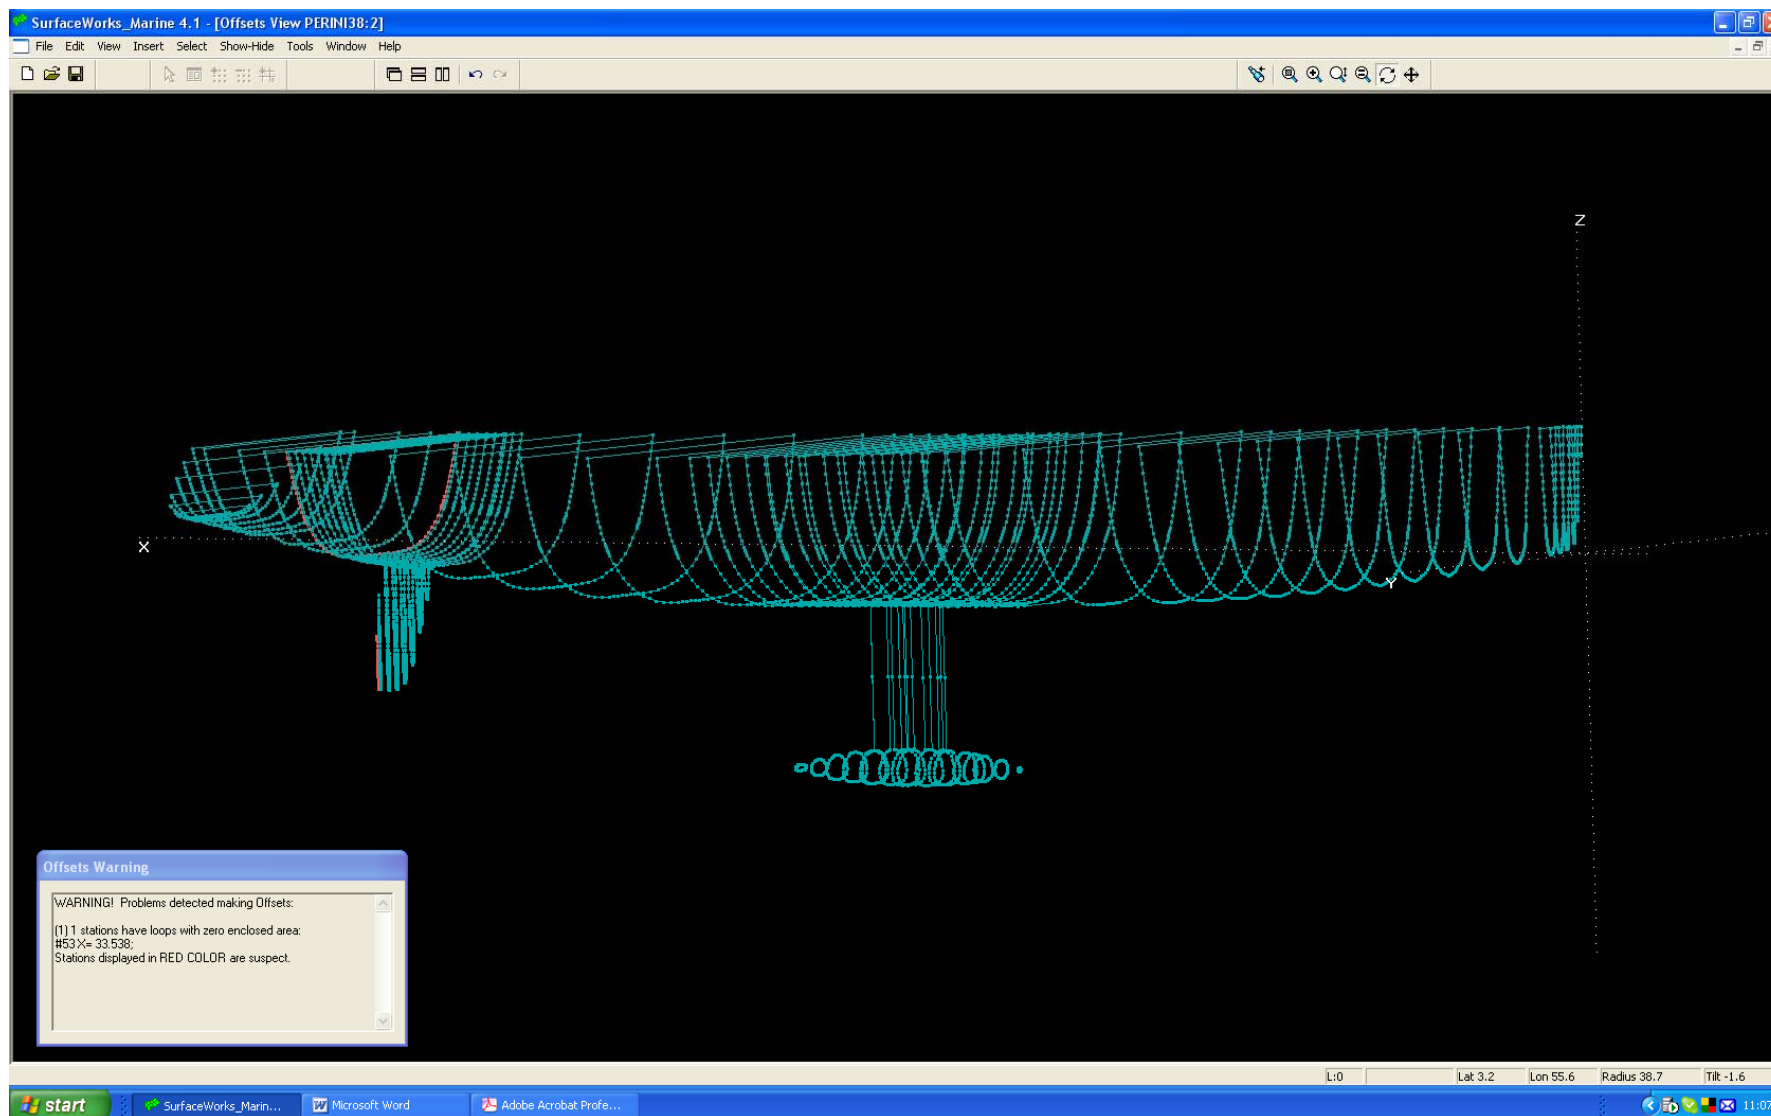 SurfaceWorks_Marine 4.1 - [Offsets View PERINI38:2]
File Edit View Insert Select Show-Hide Tools Window Help
Z
X
Y
Offsets Warning
WARNING! Problems detected making Offsets:
(1) 1 stations have loops with zero enclosed area:
#53 X= 33.538;
Stations displayed in RED COLOR are suspect.
L:0 Lat 3.2 Lon 55.6 Radius 38.7 Tilt -1.6
start SurfaceWorks_Marin... Microsoft Word Adobe Acrobat Profe... 11:07